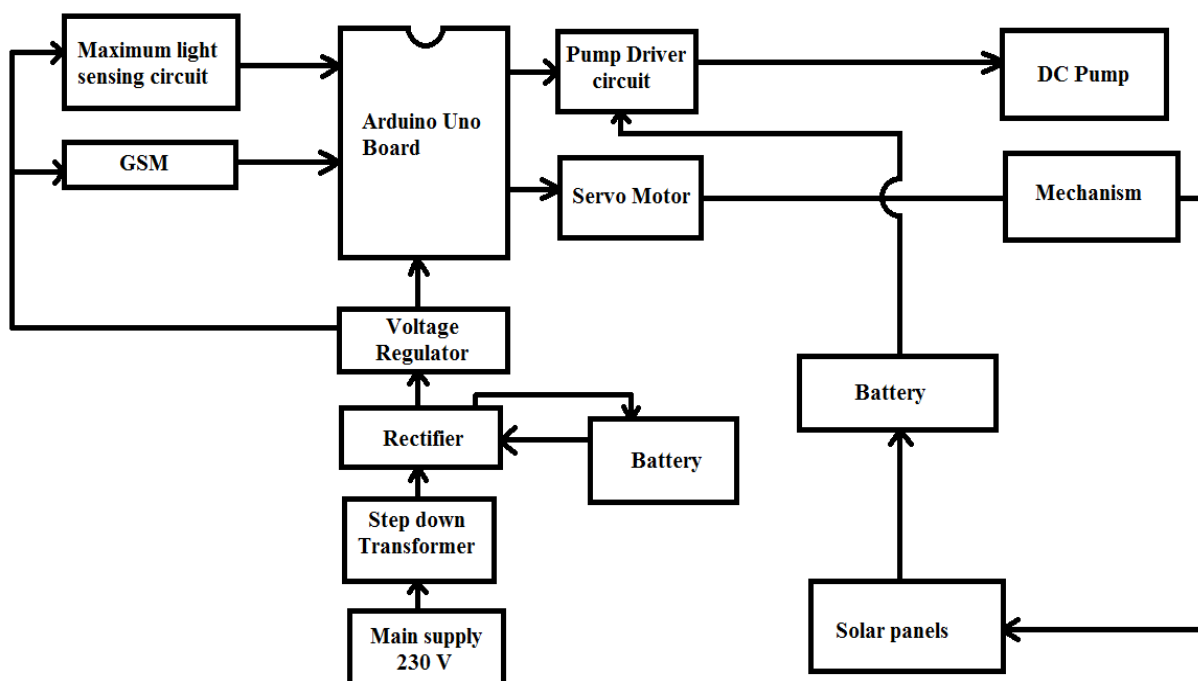 Maximum light
sensing circuit
GSM
Arduino Uno
Board
Pump Driver
circuit
DC Pump
Servo Motor
Mechanism
Voltage
Regulator
Rectifier
Battery
Battery
Step down
Transformer
Main supply
230 V
Solar panels